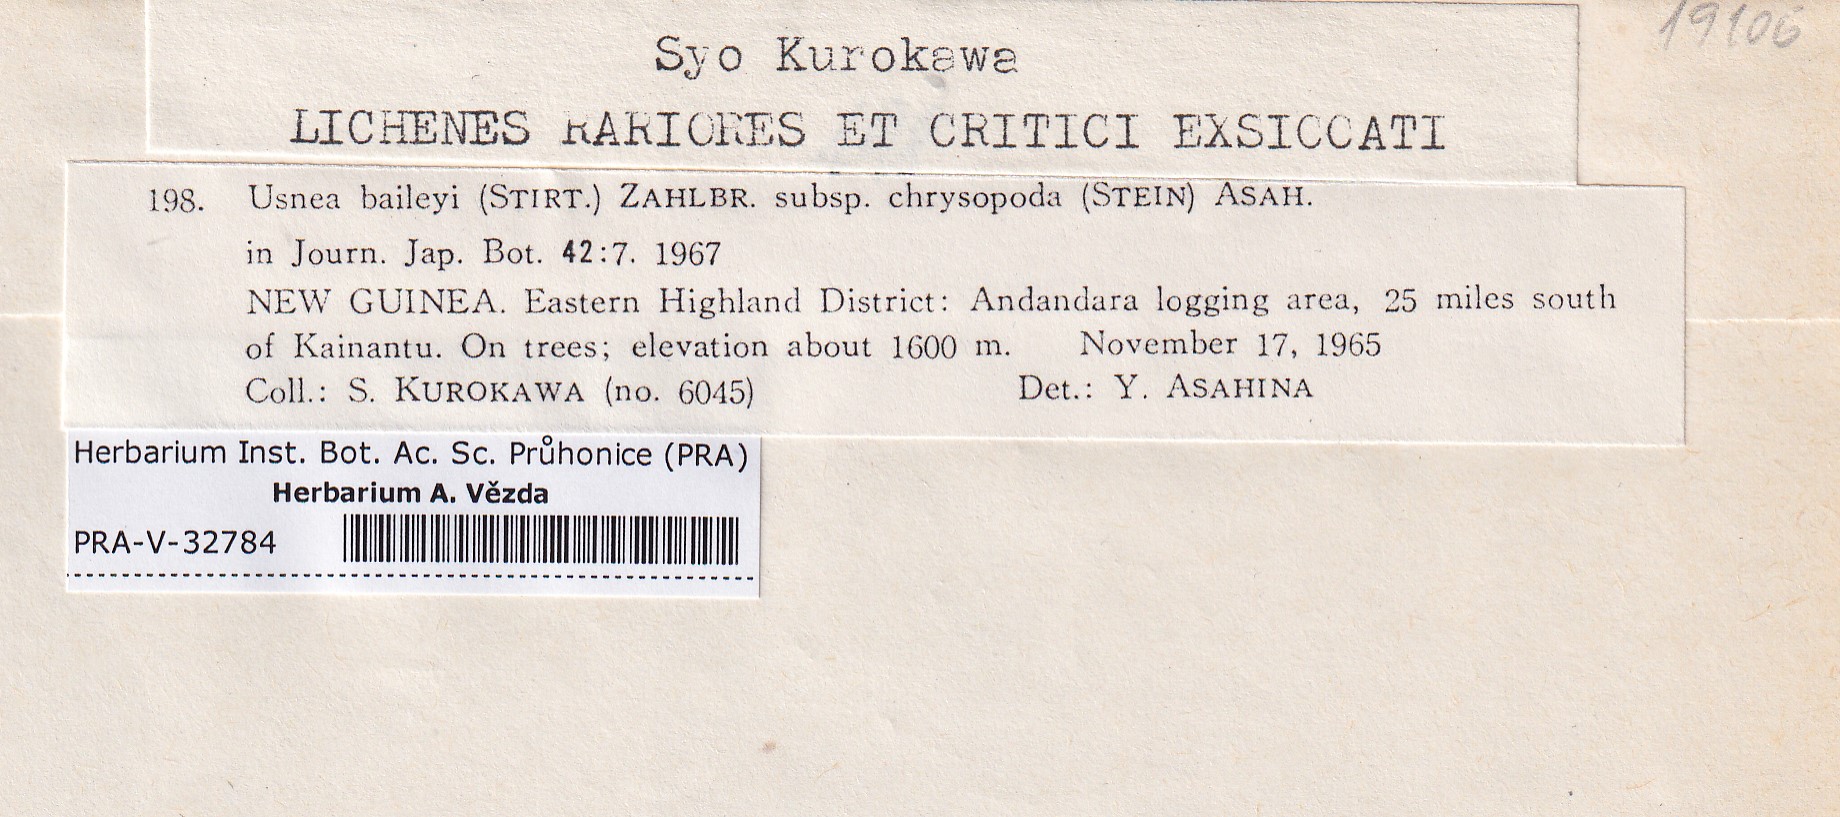 19106
Syo Kurokawa
LICHENES RARIORES ET CRITICI EXSICCATI
198. Usnea baileyi (STIRT.) ZAHLBR. subsp. chrysopoda (STEIN) ASAH.
in Journ. Jap. Bot. 42:7. 1967
NEW GUINEA. Eastern Highland District: Andandara logging area, 25 miles south
of Kainantu. On trees; elevation about 1600 m. November 17, 1965
Coll.: S. KUROKAWA (no. 6045) Det.: Y. ASAHINA
Herbarium Inst. Bot. Ac. Sc. Průhonice (PRA)
Herbarium A. Vězda
PRA-V-32784